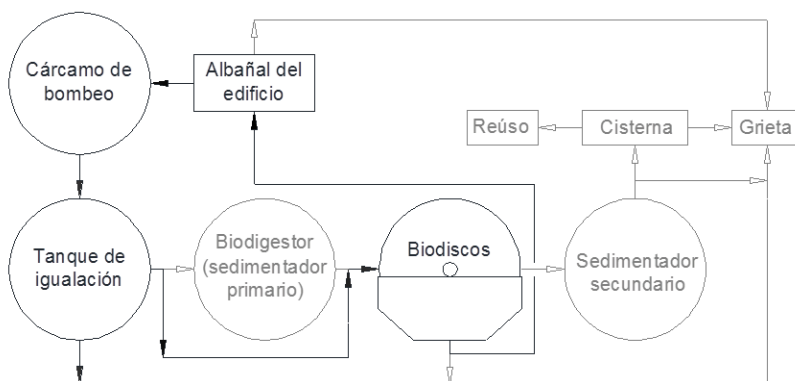 Cárcamo de
bombeo
Albañal del
edificio
Reúso
Cisterna
Grieta
Tanque de
igualación
Biodigestor
(sedimentador
primario)
Biodiscos
Sedimentador
secundario